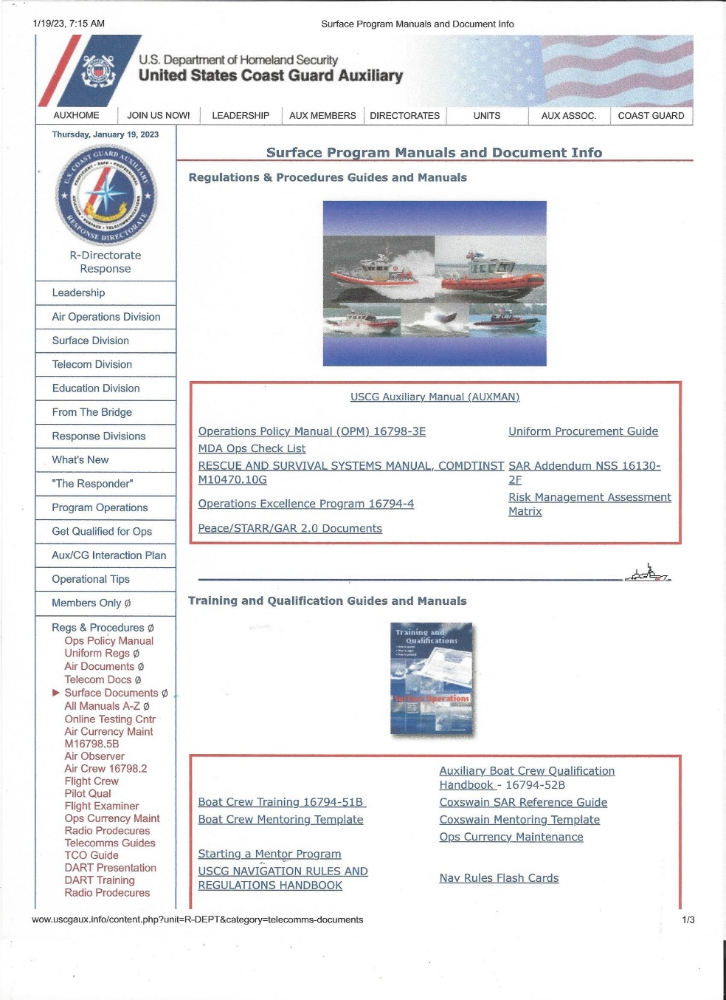 1/19/23, 7:15 AM
Surface Program Manuals and Document Info
U.S. Department of Homeland Security
United States Coast Guard Auxiliary
AUXHOME
JOIN US NOW!
LEADERSHIP
AUX MEMBERS
DIRECTORATES
UNITS
AUX ASSOC.
COAST GUARD
Thursday, January 19, 2023
U.S. COAST GUARD AUXILIARY
RESPONSE DIRECTORATE
R-Directorate
Response
Leadership
Air Operations Division
Surface Division
Telecom Division
Education Division
From The Bridge
Response Divisions
What's New
"The Responder"
Program Operations
Get Qualified for Ops
Aux/CG Interaction Plan
Operational Tips
Members Only Ø
Regs & Procedures Ø
Ops Policy Manual
Uniform Regs Ø
Air Documents Ø
Telecom Docs Ø
Surface Documents Ø
All Manuals A-Z Ø
Online Testing Cntr
Air Currency Maint
M16798.5B
Air Observer
Air Crew 16798.2
Flight Crew
Pilot Qual
Flight Examiner
Ops Currency Maint
Radio Prodecures
Telecomms Guides
TCO Guide
DART Presentation
DART Training
Radio Prodecures
Surface Program Manuals and Document Info
Regulations & Procedures Guides and Manuals
USCG Auxiliary Manual (AUXMAN)
Operations Policy Manual (OPM) 16798-3E
Uniform Procurement Guide
MDA Ops Check List
RESCUE AND SURVIVAL SYSTEMS MANUAL, COMDTINST
M10470.10G
SAR Addendum NSS 16130-
2F
Operations Excellence Program 16794-4
Risk Management Assessment
Matrix
Peace/STARR/GAR 2.0 Documents
Training and Qualification Guides and Manuals
Training and
Qualifications
Surface Operations
Auxiliary Boat Crew Qualification
Handbook - 16794-52B
Boat Crew Training 16794-51B
Coxswain SAR Reference Guide
Boat Crew Mentoring Template
Coxswain Mentoring Template
Ops Currency Maintenance
Starting a Mentor Program
USCG NAVIGATION RULES AND
REGULATIONS HANDBOOK
Nav Rules Flash Cards
wow.uscgaux.info/content.php?unit=R-DEPT&category=telecomms-documents
1/3